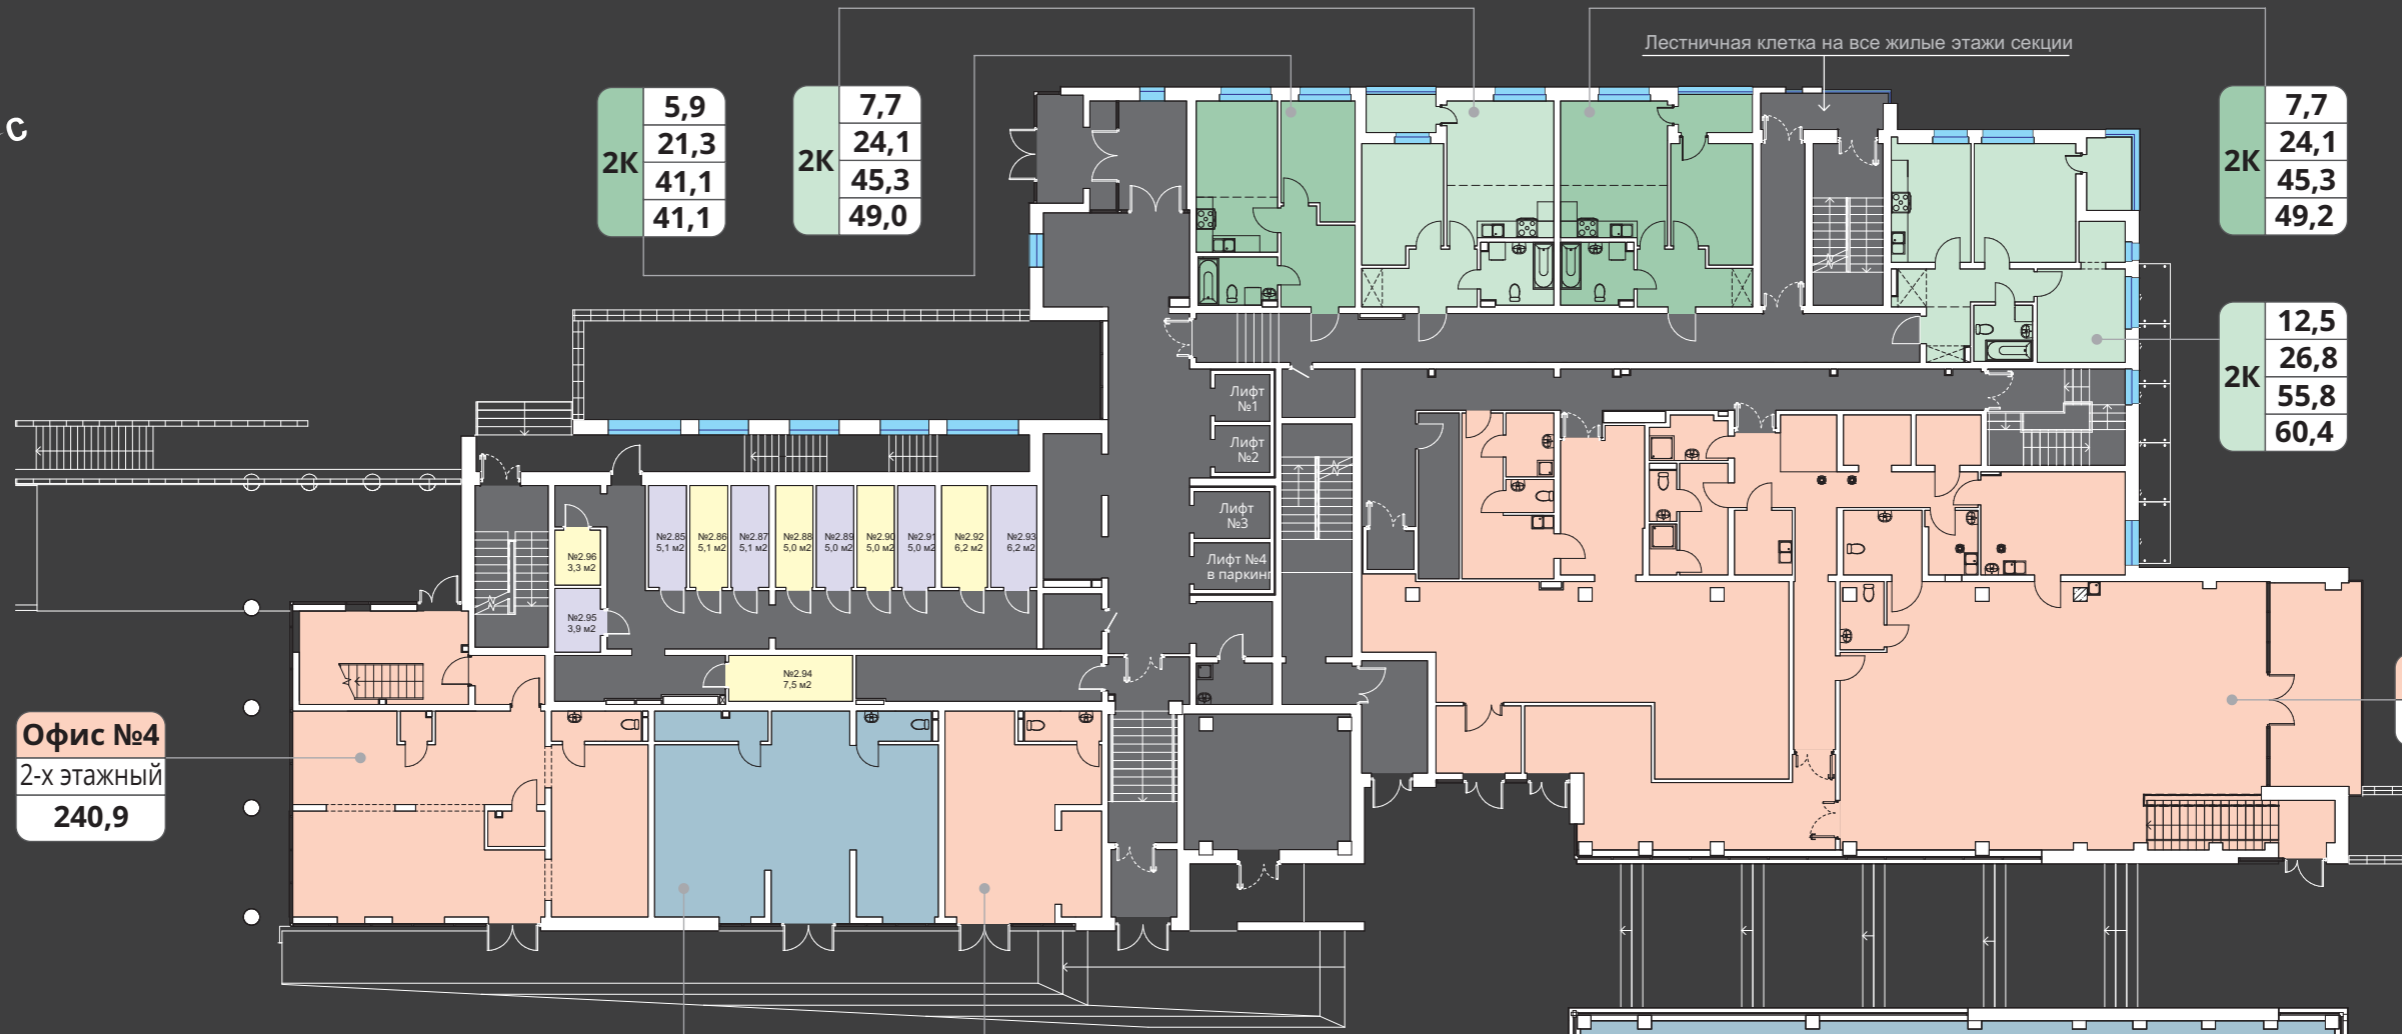 Лестничная клетка на все жилые этажи секции
с
2К
5,9
21,3
41,1
41,1
2К
7,7
24,1
45,3
49,0
2К
7,7
24,1
45,3
49,2
2К
12,5
26,8
55,8
60,4
Лифт
№1
Лифт
№2
Лифт
№3
Лифт №4
в паркинг
№2.85
5,1 м2
№2.86
5,1 м2
№2.87
5,1 м2
№2.88
5,0 м2
№2.89
5,0 м2
№2.90
5,0 м2
№2.91
5,0 м2
№2.92
6,2 м2
№2.93
6,2 м2
№2.96
3,3 м2
№2.95
3,9 м2
№2.94
7,5 м2
Офис №4
2-х этажный
240,9